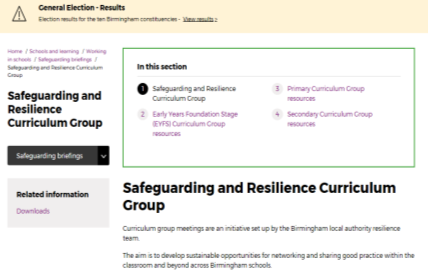 General Election - Results
Election results for the ten Birmingham constituencies - View results >
Home / Schools and learning / Working
in schools / Safeguarding briefings /
Safeguarding and Resilience Curriculum
Group
Safeguarding and
Resilience
Curriculum Group
Safeguarding briefings
Related information
Downloads
In this section
1 Safeguarding and Resilience
Curriculum Group
2 Early Years Foundation Stage
(EYFS) Curriculum Group
resources
3 Primary Curriculum Group
resources
4 Secondary Curriculum Group
resources
Safeguarding and Resilience Curriculum
Group
Curriculum group meetings are an initiative set up by the Birmingham local authority resilience
team.
The aim is to develop sustainable opportunities for networking and sharing good practice within the
classroom and beyond across Birmingham schools.